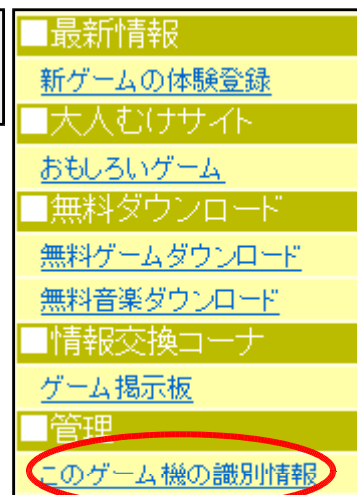 ■最新情報
新ゲームの体験登録
■大人むけサイト
おもしろいゲーム
■無料ダウンロード
無料ゲームダウンロード
無料音楽ダウンロード
■情報交換コーナ
ゲーム掲示板
■管理
このゲーム機の識別情報